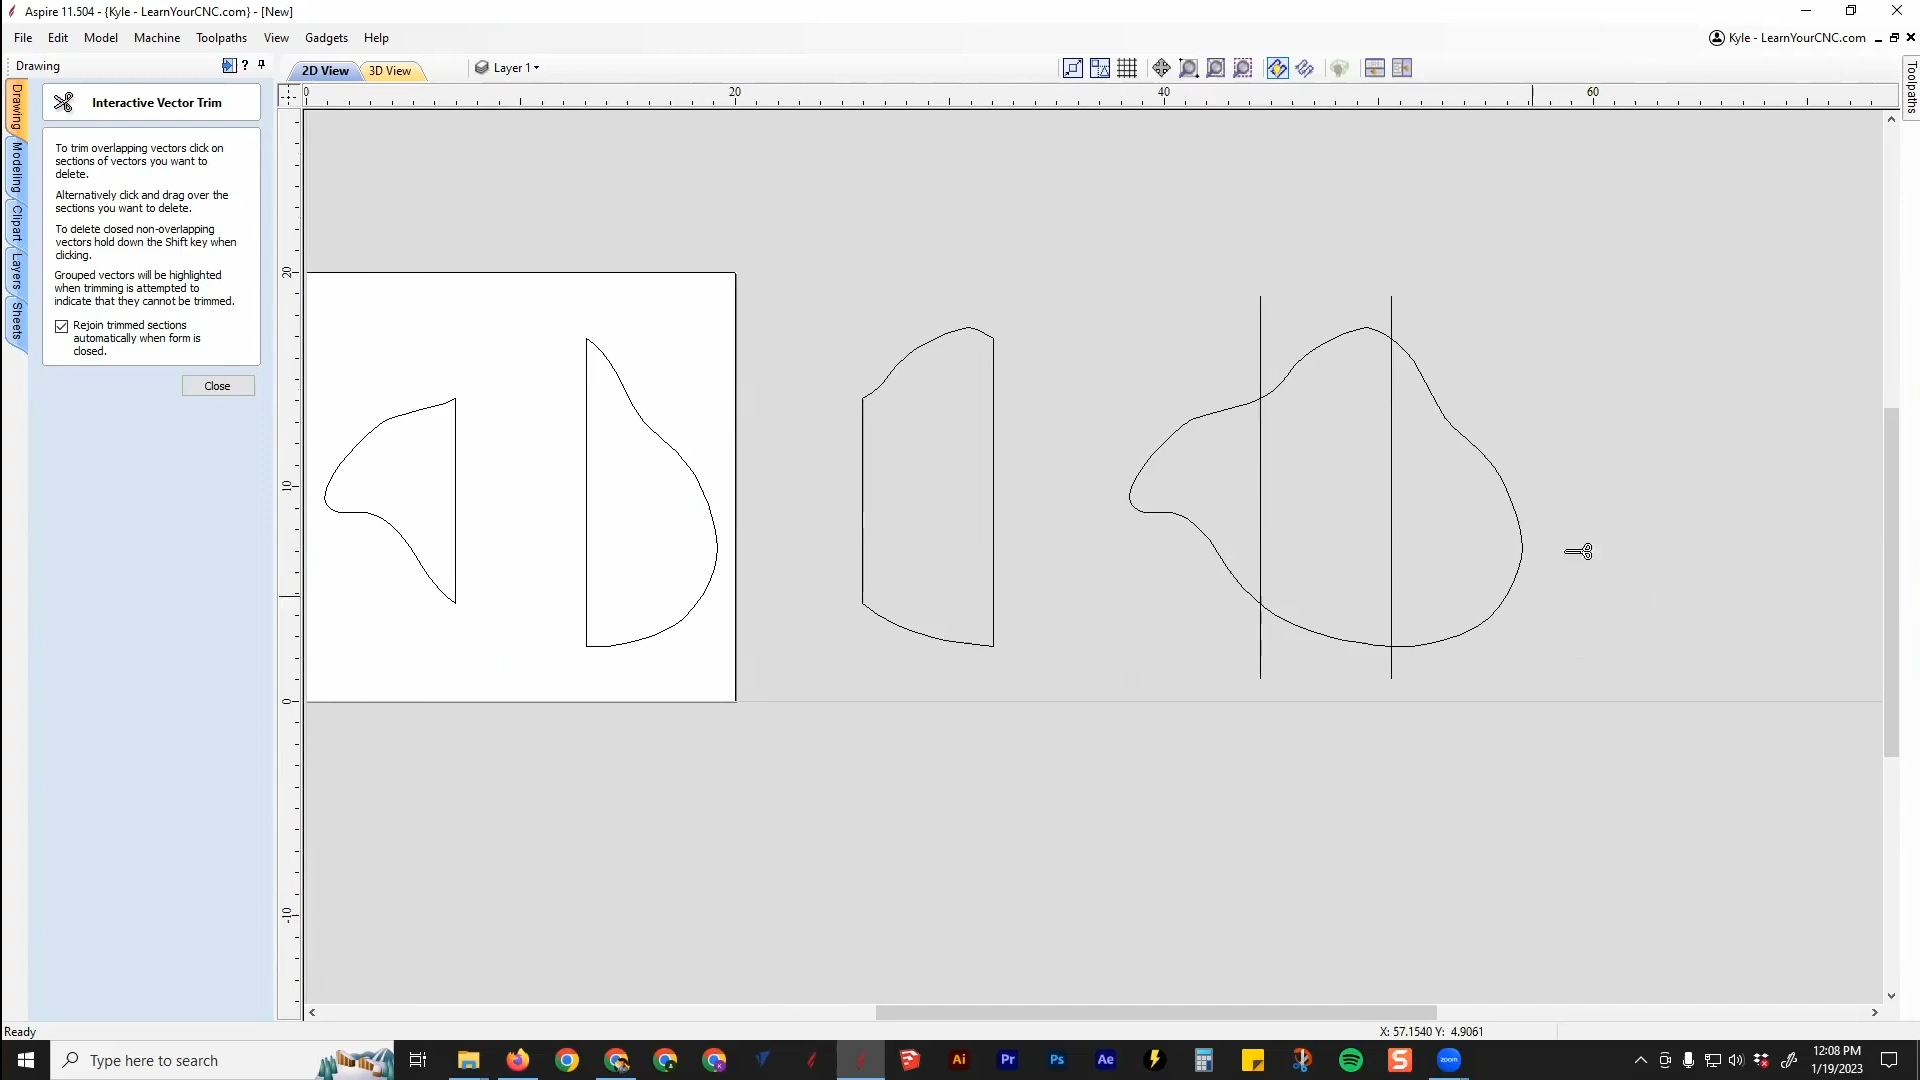 Aspire 11.504 - {Kyle - LearnYourCNC.com} - [New]
File Edit Model Machine Toolpaths View Gadgets Help
Kyle - LearnYourCNC.com
Drawing
2D View 3D View Layer 1
Toolpaths
Drawing
Modeling
Clipart
Layers
Sheets
Interactive Vector Trim
To trim overlapping vectors click on
sections of vectors you want to
delete.
Alternatively click and drag over the
sections you want to delete.
To delete closed non-overlapping
vectors hold down the Shift key when
clicking.
Grouped vectors will be highlighted
when trimming is attempted to
indicate that they cannot be trimmed.
Rejoin trimmed sections
automatically when form is
closed.
Close
0 20 40 60
20
10
0
-10
Ready
X: 57.1540 Y: 4.9061
Type here to search
Ai Pr Ps Ae S zoom
12:08 PM
1/19/2023